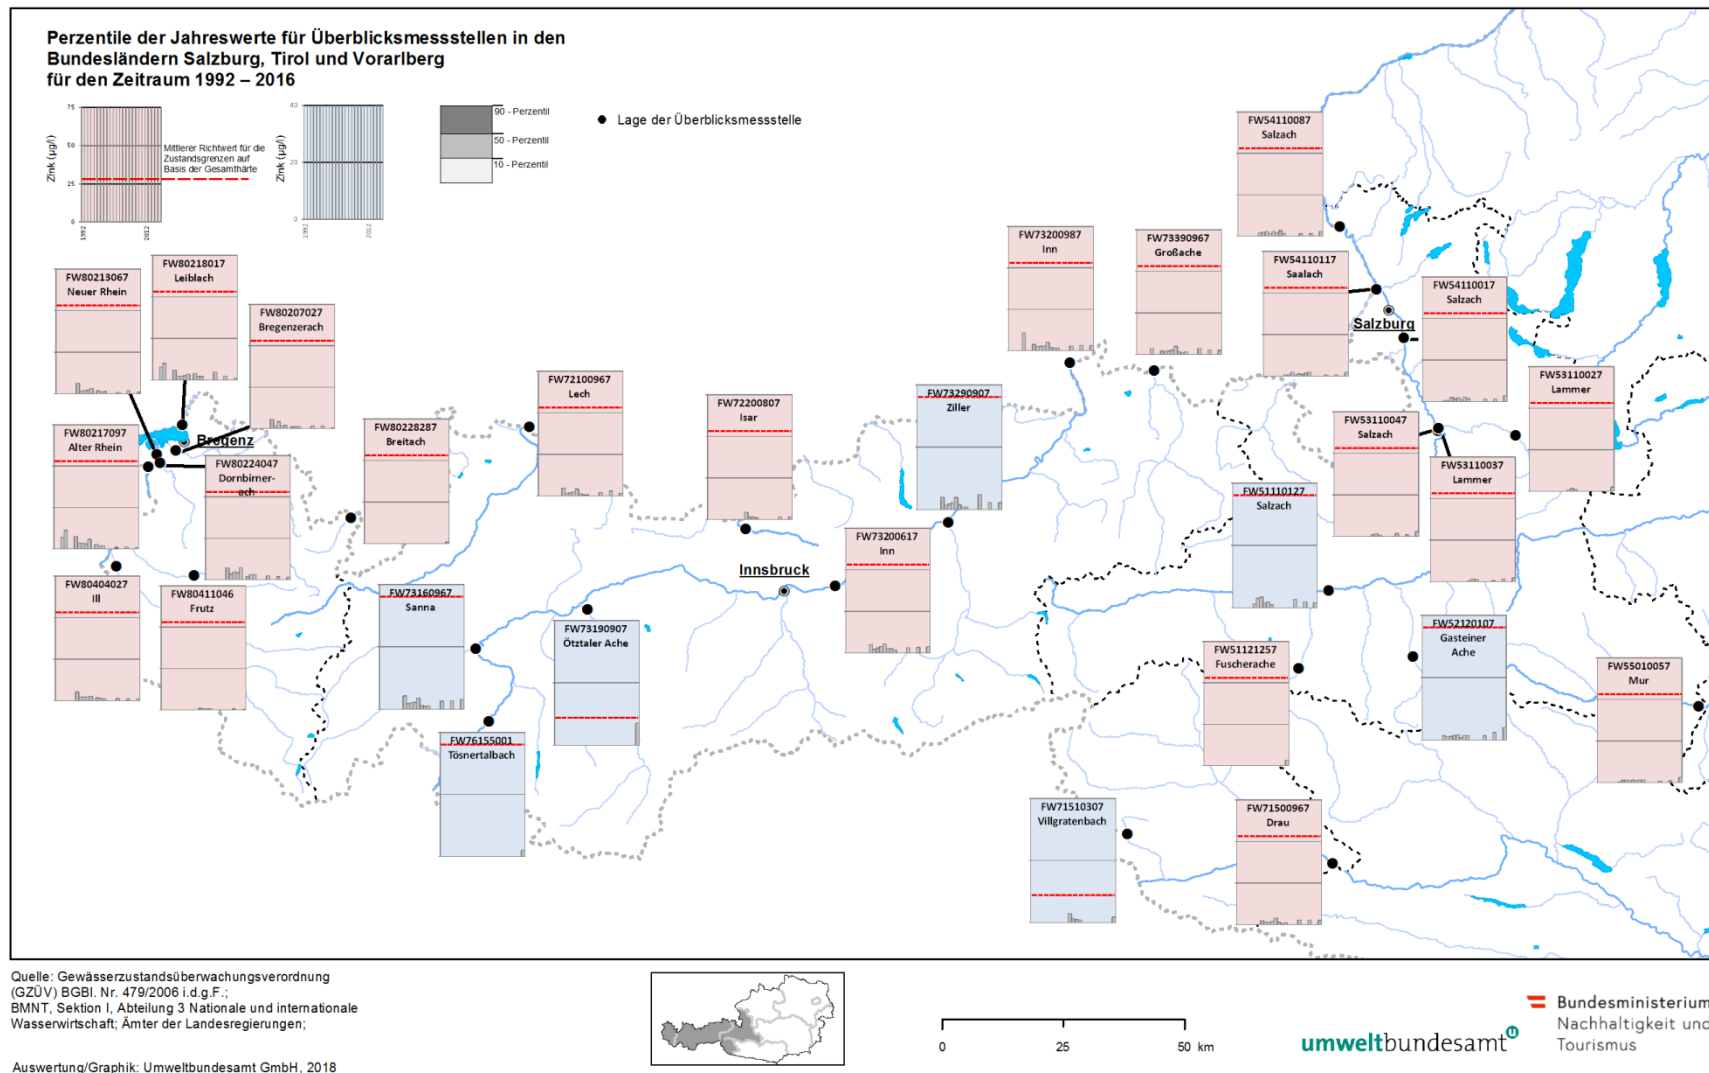 Perzentile der Jahreswerte für Überblicksmessstellen in den
Bundesländern Salzburg, Tirol und Vorarlberg
für den Zeitraum 1992 – 2016
75
50
25
0
Zink (µg/l)
1992
2012
Mittlerer Richtwert für die
Zustandsgrenzen auf
Basis der Gesamthärte
40
20
0
Zink (µg/l)
1992
2012
90 - Perzentil
50 - Perzentil
10 - Perzentil
Lage der Überblicksmessstelle
FW54110087
Salzach
FW73200987
Inn
FW73390967
Großache
FW54110117
Saalach
FW54110017
Salzach
Salzburg
FW80213067
Neuer Rhein
FW80218017
Leiblach
FW80207027
Bregenzerach
FW72100967
Lech
FW72200807
Isar
FW73290907
Ziller
FW53110027
Lammer
FW80217097
Alter Rhein
Bregenz
FW80224047
Dornbirner-
ach
FW80228287
Breitach
FW53110047
Salzach
FW53110037
Lammer
FW51110127
Salzach
FW73200617
Inn
Innsbruck
FW80404027
Ill
FW80411046
Frutz
FW73160967
Sanna
FW73190907
Ötztaler Ache
FW51121257
Fuscherache
FW52120107
Gasteiner
Ache
FW55010057
Mur
FW76155001
Tösnertalbach
FW71510307
Villgratenbach
FW71500967
Drau
Quelle: Gewässerzustandsüberwachungsverordnung
(GZÜV) BGBl. Nr. 479/2006 i.d.g.F.;
BMNT, Sektion I, Abteilung 3 Nationale und internationale
Wasserwirtschaft; Ämter der Landesregierungen;
Auswertung/Graphik: Umweltbundesamt GmbH, 2018
0 25 50 km
umweltbundesamt
Bundesministerium
Nachhaltigkeit und
Tourismus